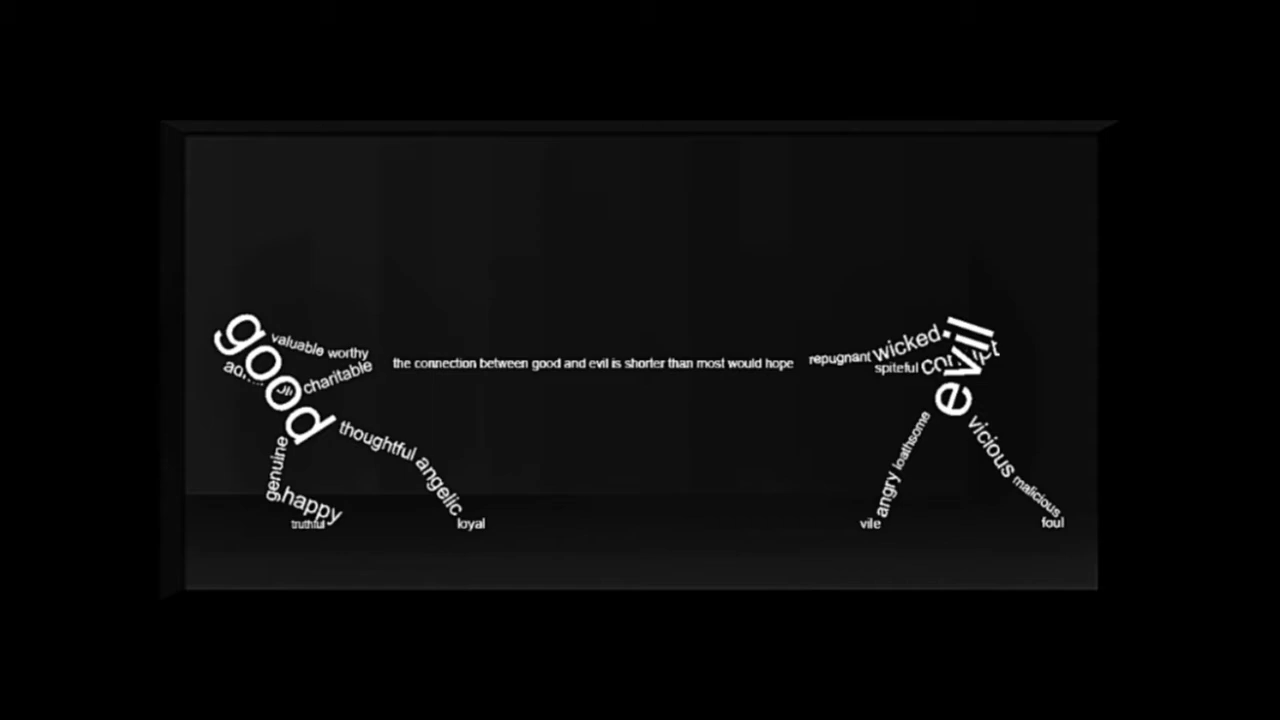 good
valuable worthy
charitable
thoughtful angelic
loyal
genuine
happy
truthful
the connection between good and evil is shorter than most would hope
repugnant wicked
spiteful
evil
angry loathsome
vile
vicious malicious
foul